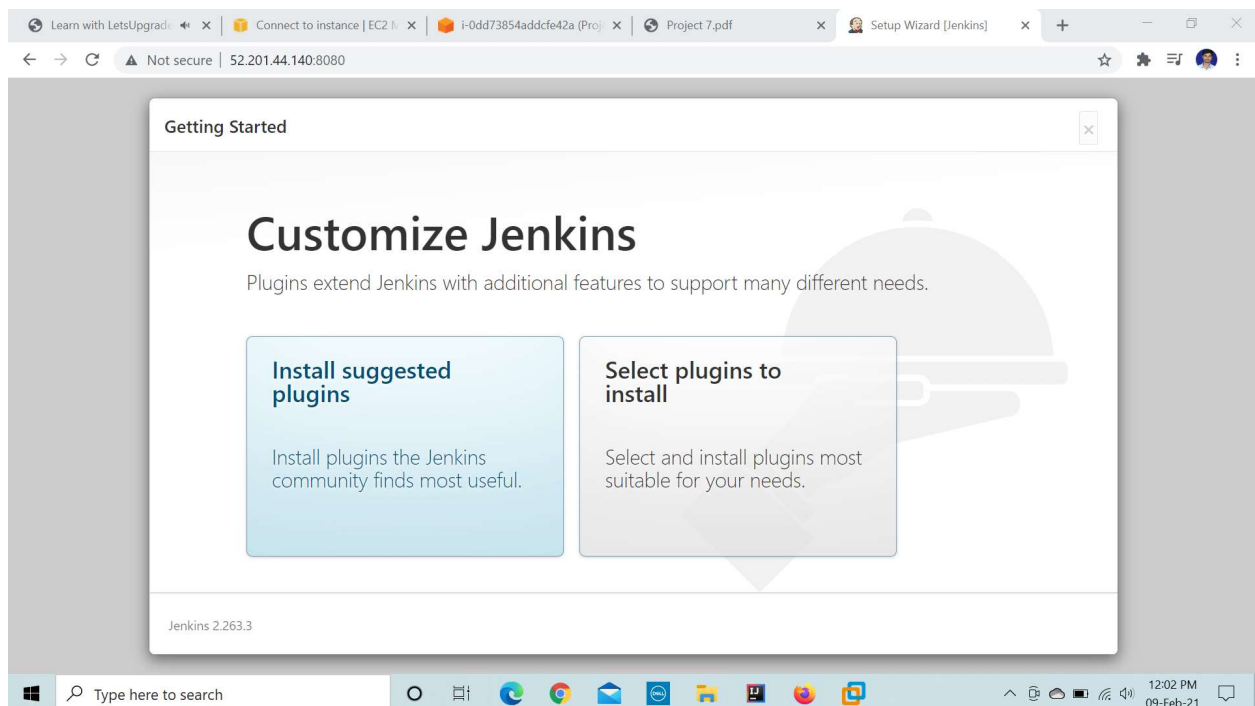 Learn with LetsUpgrade
Connect to instance | EC2 M
i-0dd73854addcfe42a (Proj
Project 7.pdf
Setup Wizard [Jenkins]
Not secure | 52.201.44.140:8080
Getting Started
Customize Jenkins
Plugins extend Jenkins with additional features to support many different needs.
Install suggested
plugins
Install plugins the Jenkins
community finds most useful.
Select plugins to
install
Select and install plugins most
suitable for your needs.
Jenkins 2.263.3
Type here to search
DELL
IJ
12:02 PM
09-Feb-21